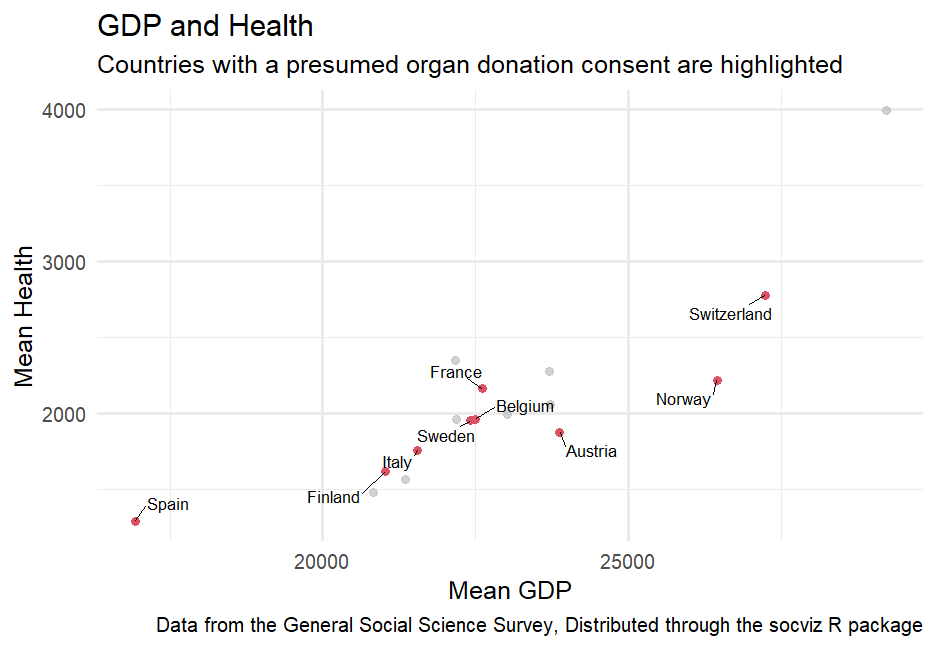 GDP and Health
Countries with a presumed organ donation consent are highlighted
Mean Health
4000
3000
2000
Switzerland
France
Norway
Belgium
Sweden
Austria
Italy
Finland
Spain
20000
25000
Mean GDP
Data from the General Social Science Survey, Distributed through the socviz R package